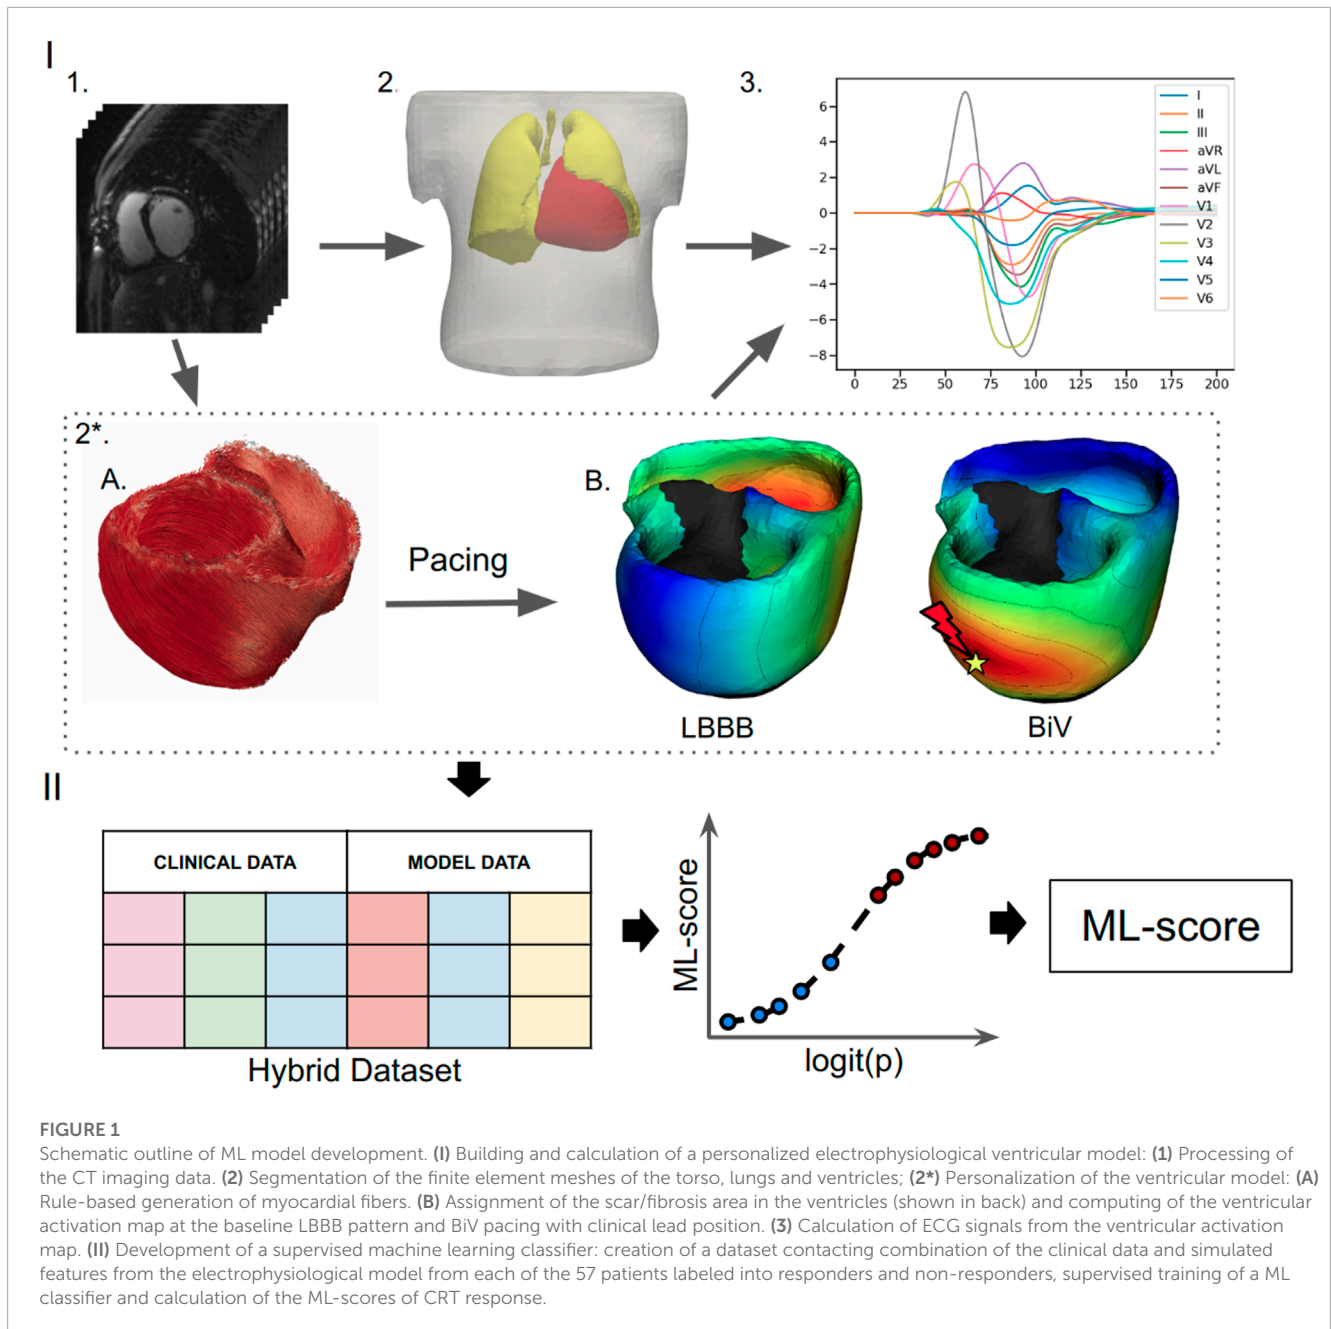 I
1.
2.
3.
6
4
2
0
−2
−4
−6
−8
0 25 50 75 100 125 150 175 200
I
II
III
aVR
aVL
aVF
V1
V2
V3
V4
V5
V6
2*.
A.
Pacing
B.
LBBB
BiV
II
CLINICAL DATA MODEL DATA
Hybrid Dataset
ML-score
logit(p)
ML-score
FIGURE 1
Schematic outline of ML model development. (I) Building and calculation of a personalized electrophysiological ventricular model: (1) Processing of
the CT imaging data. (2) Segmentation of the finite element meshes of the torso, lungs and ventricles; (2*) Personalization of the ventricular model: (A)
Rule-based generation of myocardial fibers. (B) Assignment of the scar/fibrosis area in the ventricles (shown in back) and computing of the ventricular
activation map at the baseline LBBB pattern and BiV pacing with clinical lead position. (3) Calculation of ECG signals from the ventricular activation
map. (II) Development of a supervised machine learning classifier: creation of a dataset contacting combination of the clinical data and simulated
features from the electrophysiological model from each of the 57 patients labeled into responders and non-responders, supervised training of a ML
classifier and calculation of the ML-scores of CRT response.